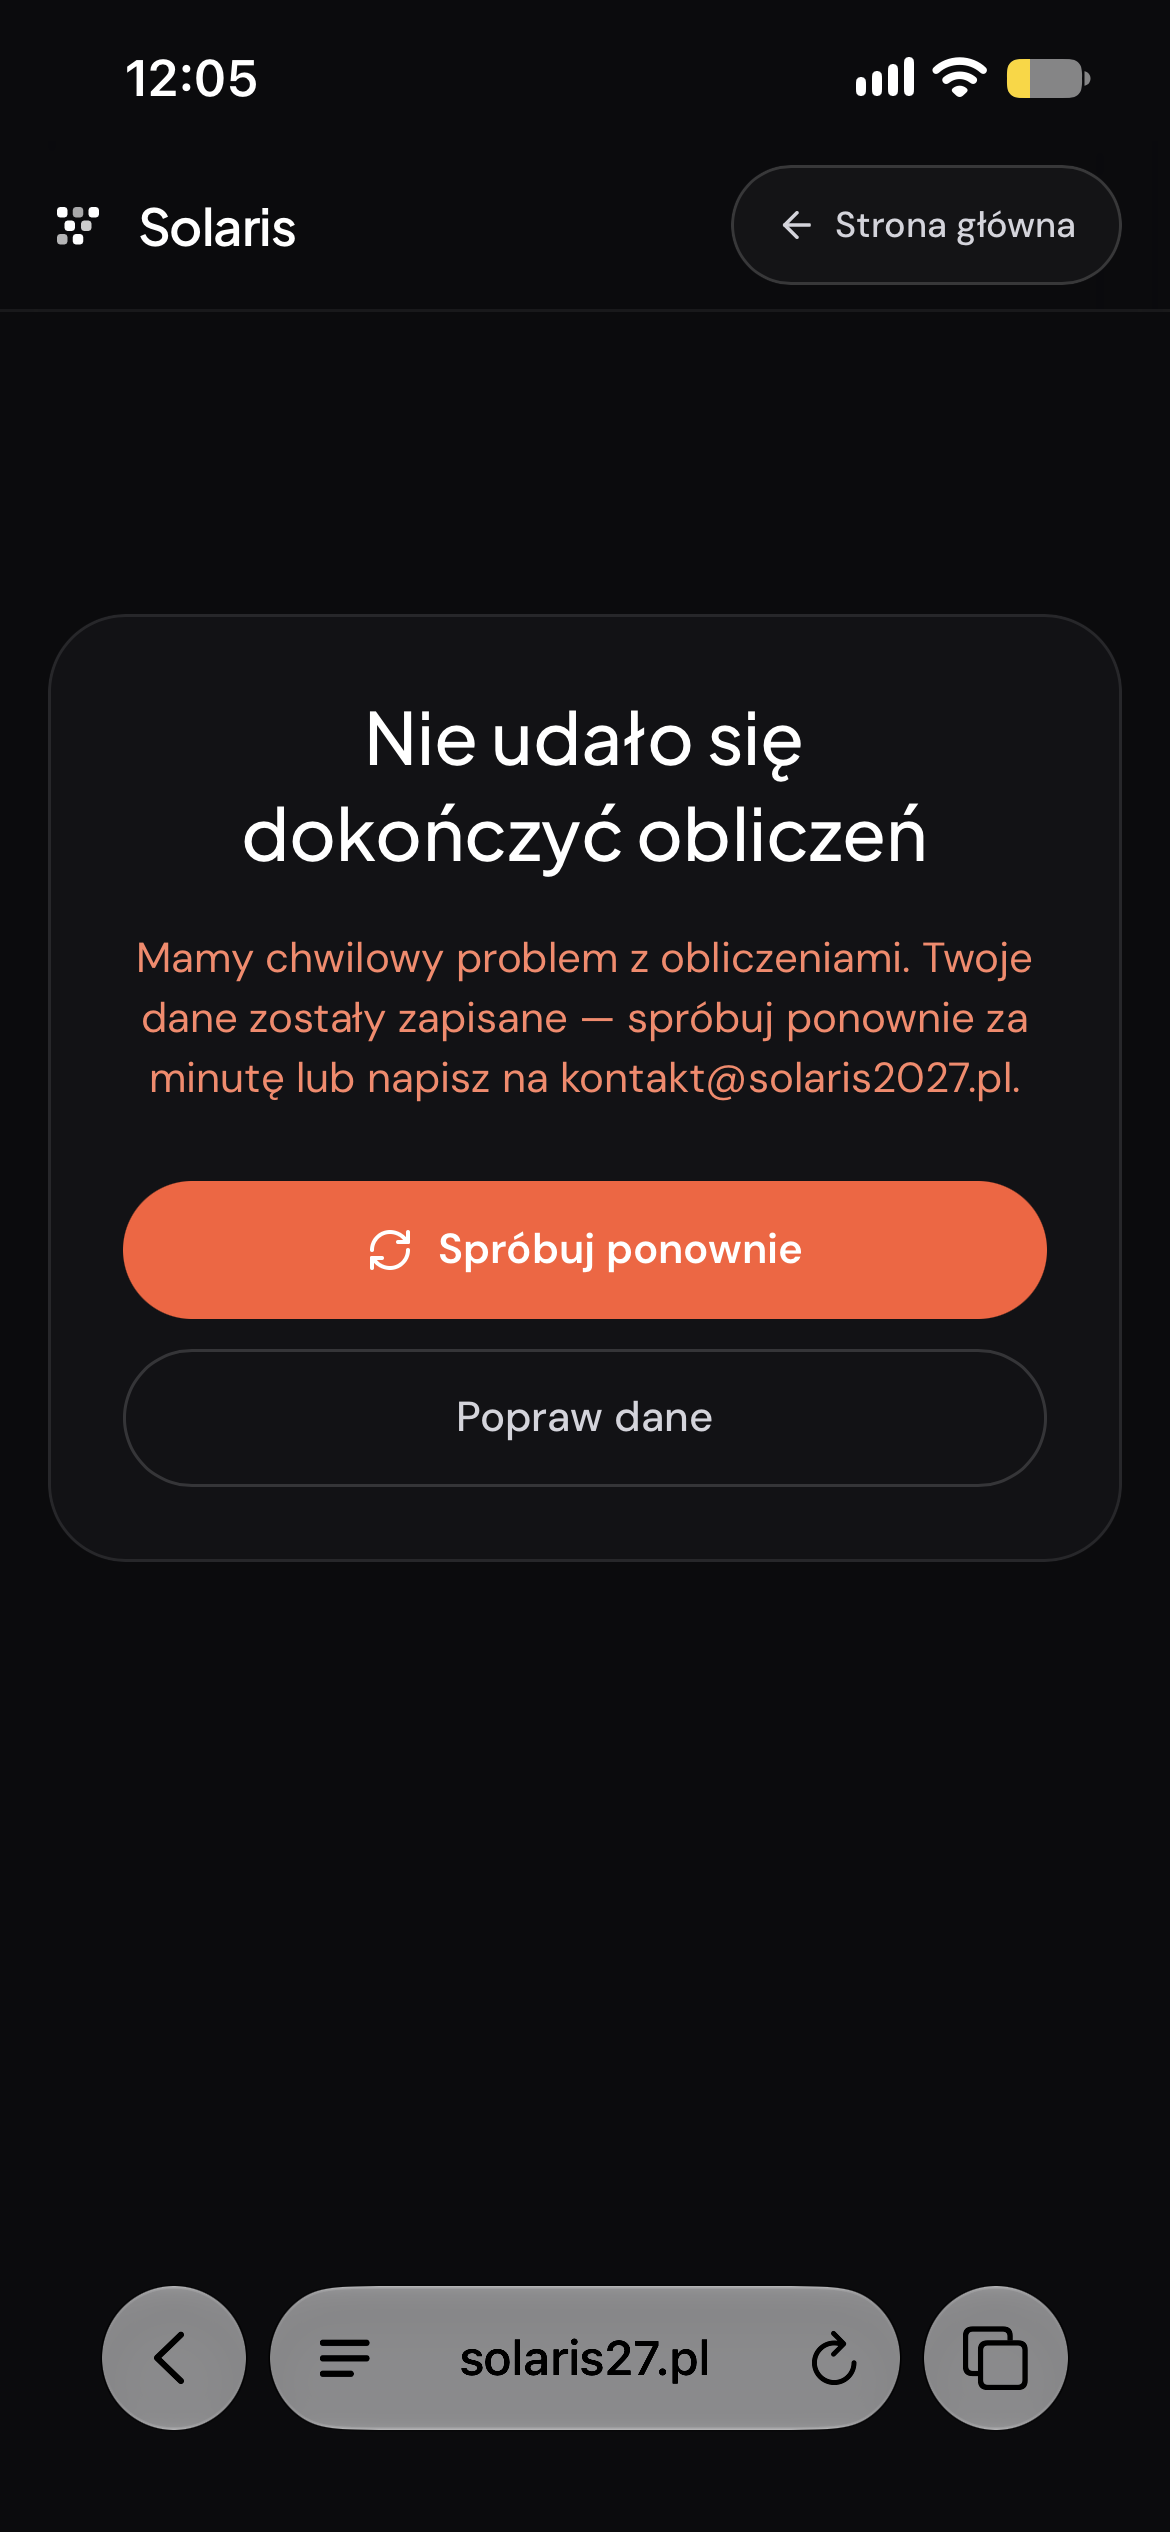 12:05
Solaris
Strona główna
Nie udało się
dokończyć obliczeń
Mamy chwilowy problem z obliczeniami. Twoje
dane zostały zapisane — spróbuj ponownie za
minutę lub napisz na kontakt@solaris2027.pl.
Spróbuj ponownie
Popraw dane
solaris27.pl